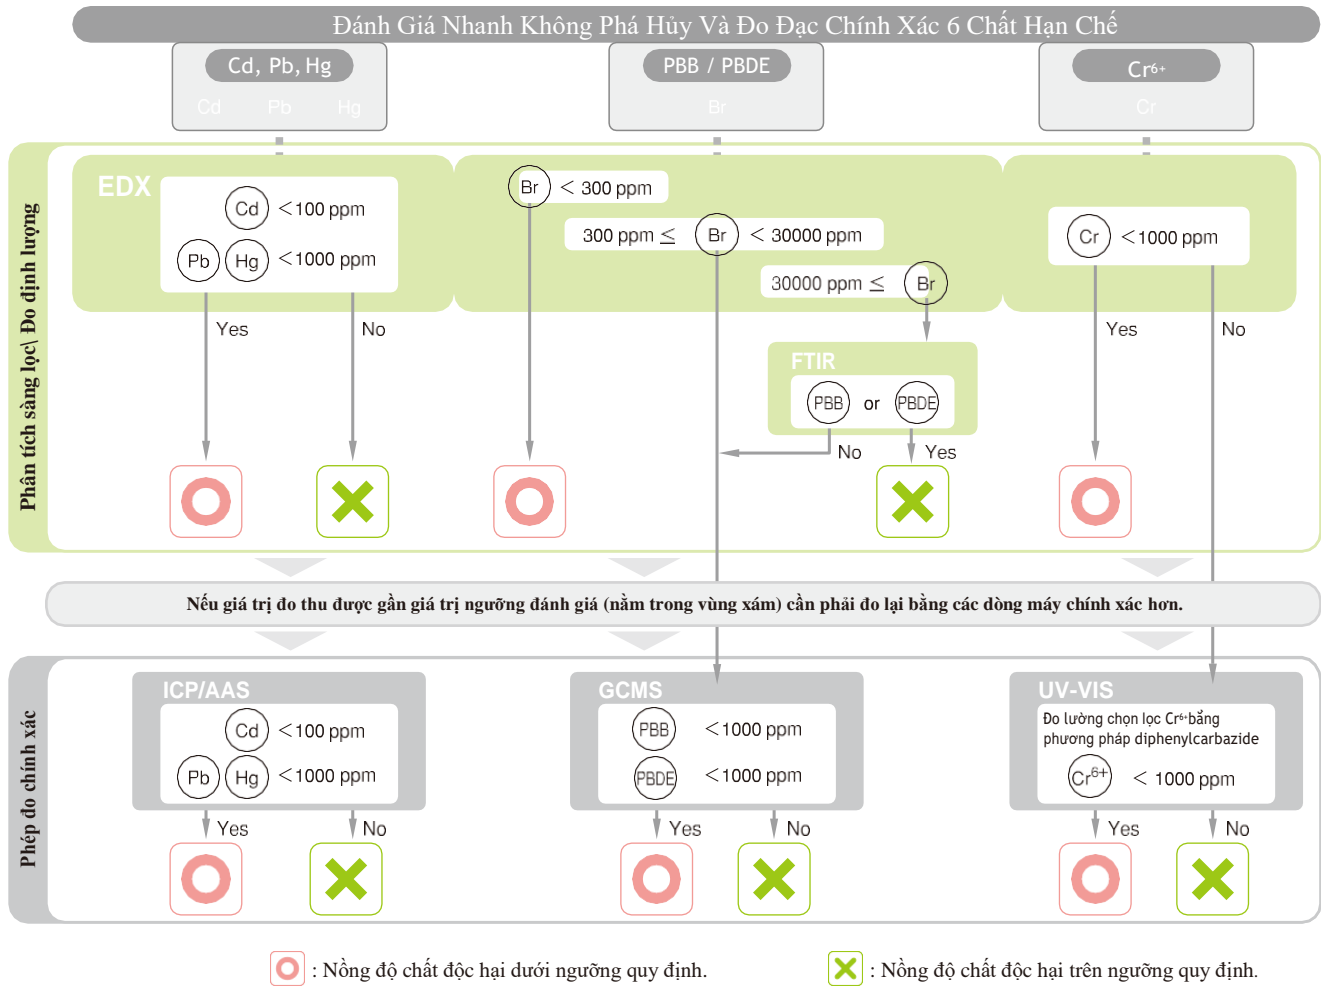 Đánh Giá Nhanh Không Phá Hủy Và Đo Đạc Chính Xác 6 Chất Hạn Chế
Cd, Pb, Hg
Cd Pb Hg
PBB / PBDE
Br
Cr6+
Cr
Phân tích sàng lọc\ Đo định lượng
EDX
Cd <100 ppm
Pb Hg <1000 ppm
Yes
No
Br < 300 ppm
300 ppm ≤ Br < 30000 ppm
30000 ppm ≤ Br
FTIR
PBB or PBDE
No
Yes
Cr <1000 ppm
Yes
No
Nếu giá trị đo thu được gần giá trị ngưỡng đánh giá (nằm trong vùng xám) cần phải đo lại bằng các dòng máy chính xác hơn.
Phép do chính xác
ICP/AAS
Cd <100 ppm
Pb Hg <1000 ppm
Yes
No
GCMS
PBB <1000 ppm
PBDE <1000 ppm
Yes
No
UV-VIS
Đo lường chọn lọc Cr6+bằng
phương pháp diphenylcarbazide
Cr6+ < 1000 ppm
Yes
No
: Nồng độ chất độc hại dưới ngưỡng quy định.
: Nồng độ chất độc hại trên ngưỡng quy định.